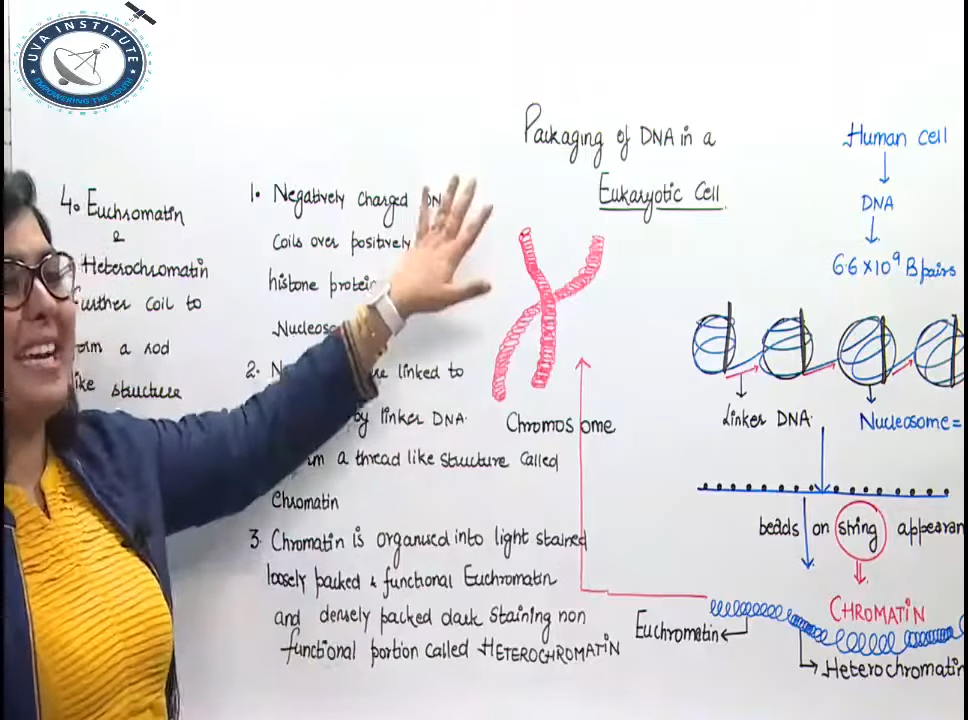 UVA INSTITUTE
EMPOWERING THE YOUTH
Packaging of DNA in a
Eukaryotic Cell
4. Euchromatin
&
Heterochromatin
further coil to
a rod
like structure
1. Negatively charged
Coils over positively
histone protein
2. linked to
by linker DNA.
a thread like structure called
Chromatin
3. Chromatin is organised into light stained
loosely packed & functional Euchromatin
and densely packed dark staining non
functional portion called HETEROCHROMATIN
Chromosome
Human cell
DNA
6.6 × 10⁹ B pairs
Linker DNA.
Nucleosome =
beads on string
CHROMATIN
Euchromatin
Heterochromatin